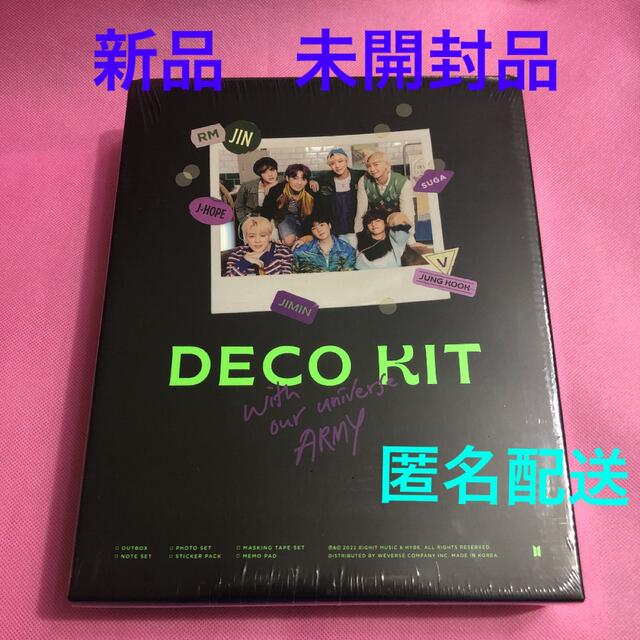 新品　未開封品
RM
JIN
J-HOPE
SUGA
V
JUNG KOOK
JIMIN
DECO KIT
With
our universe
ARMY
匿名配送
OUTBOX
PHOTO SET
MASKING TAPE SET
NOTE SET
STICKER PACK
MEMO PAD
℗&© 2022 BIGHIT MUSIC & HYBE. ALL RIGHTS RESERVED.
DISTRIBUTED BY WEVERSE COMPANY INC. MADE IN KOREA.